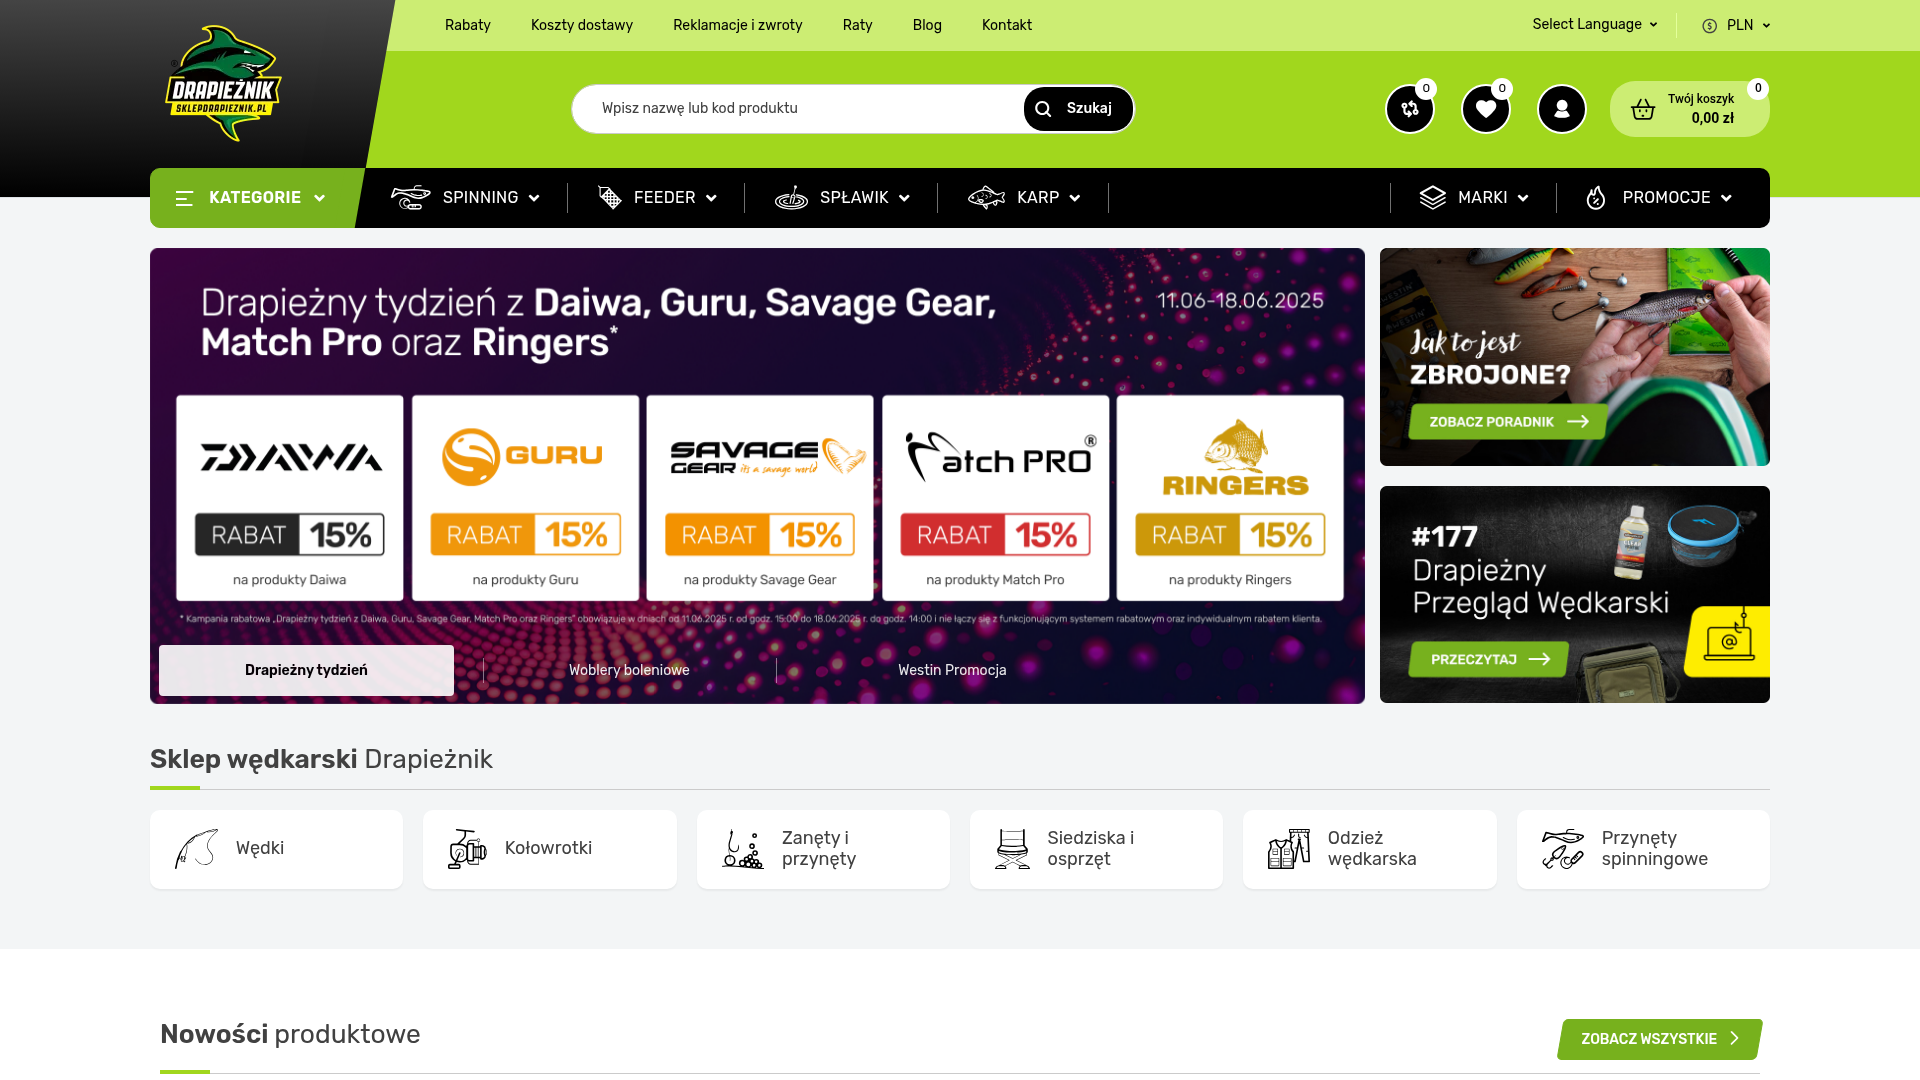 Rabaty
Koszty dostawy
Reklamacje i zwroty
Raty
Blog
Kontakt
Select Language
PLN
DRAPIEŻNIK
SKLEPDRAPIEZNIK.PL
Wpisz nazwę lub kod produktu
Szukaj
0
0
0
Twój koszyk
0,00 zł
KATEGORIE
SPINNING
FEEDER
SPŁAWIK
KARP
MARKI
PROMOCJE
Drapieżny tydzień z Daiwa, Guru, Savage Gear,
Match Pro oraz Ringers*
11.06-18.06.2025
DAIWA
GURU
SAVAGE
GEAR it's a savage world
Match PRO®
RINGERS
RABAT 15%
RABAT 15%
RABAT 15%
RABAT 15%
RABAT 15%
na produkty Daiwa
na produkty Guru
na produkty Savage Gear
na produkty Match Pro
na produkty Ringers
* Kampania rabatowa „Drapieżny tydzień z Daiwa, Guru, Savage Gear, Match Pro oraz Ringers" obowiązuje w dniach od 11.06.2025 r. od godz. 15:00 do 18.06.2025 r. do godz. 14:00 i nie łączy się z funkcjonującym systemem rabatowym oraz indywidualnym rabatem klienta.
Drapieżny tydzień
Woblery boleniowe
Westin Promocja
Jak to jest
ZBROJONE?
ZOBACZ PORADNIK
#177
Drapieżny
Przegląd Wędkarski
PRZECZYTAJ
Sklep wędkarski Drapieżnik
Wędki
Kołowrotki
Zanęty i
przynęty
Siedziska i
osprzęt
Odzież
wędkarska
Przynęty
spinningowe
Nowości produktowe
ZOBACZ WSZYSTKIE